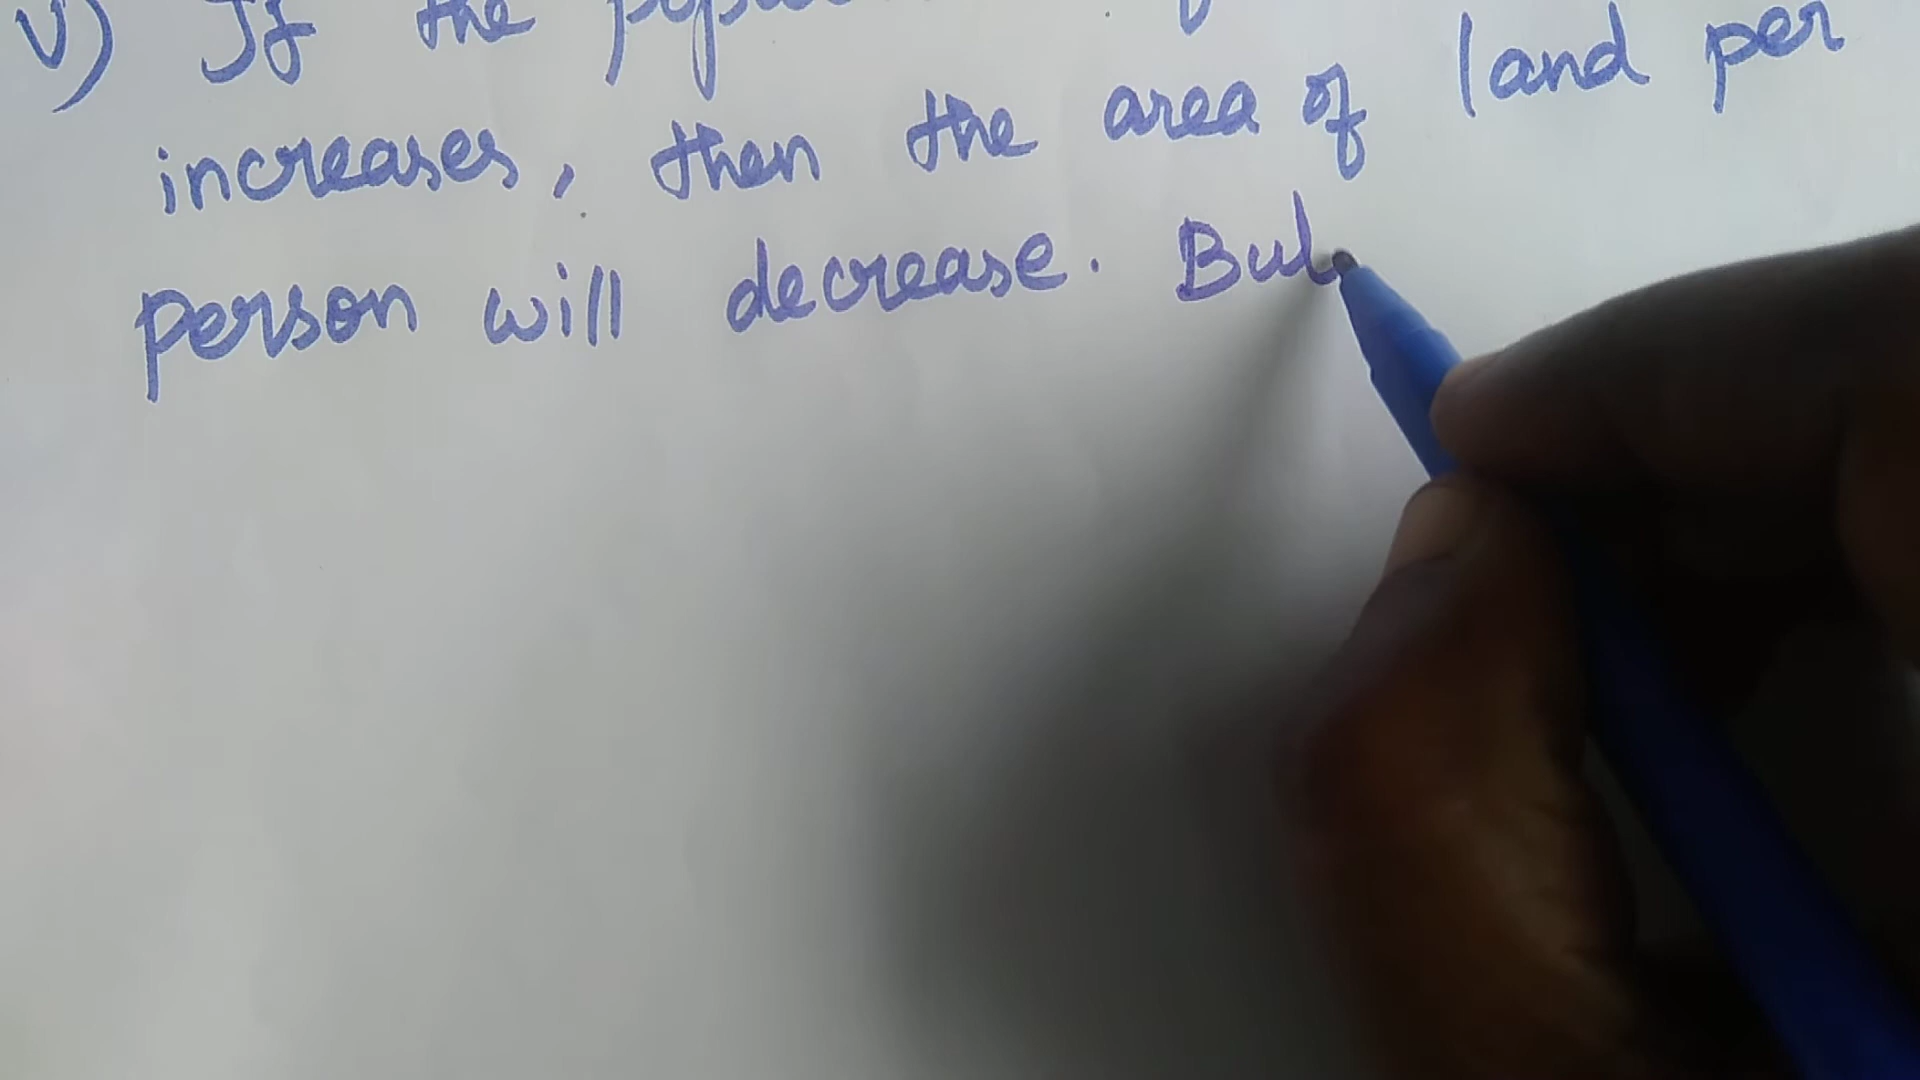 v) If the
increases, then the area of land per
person will decrease. But